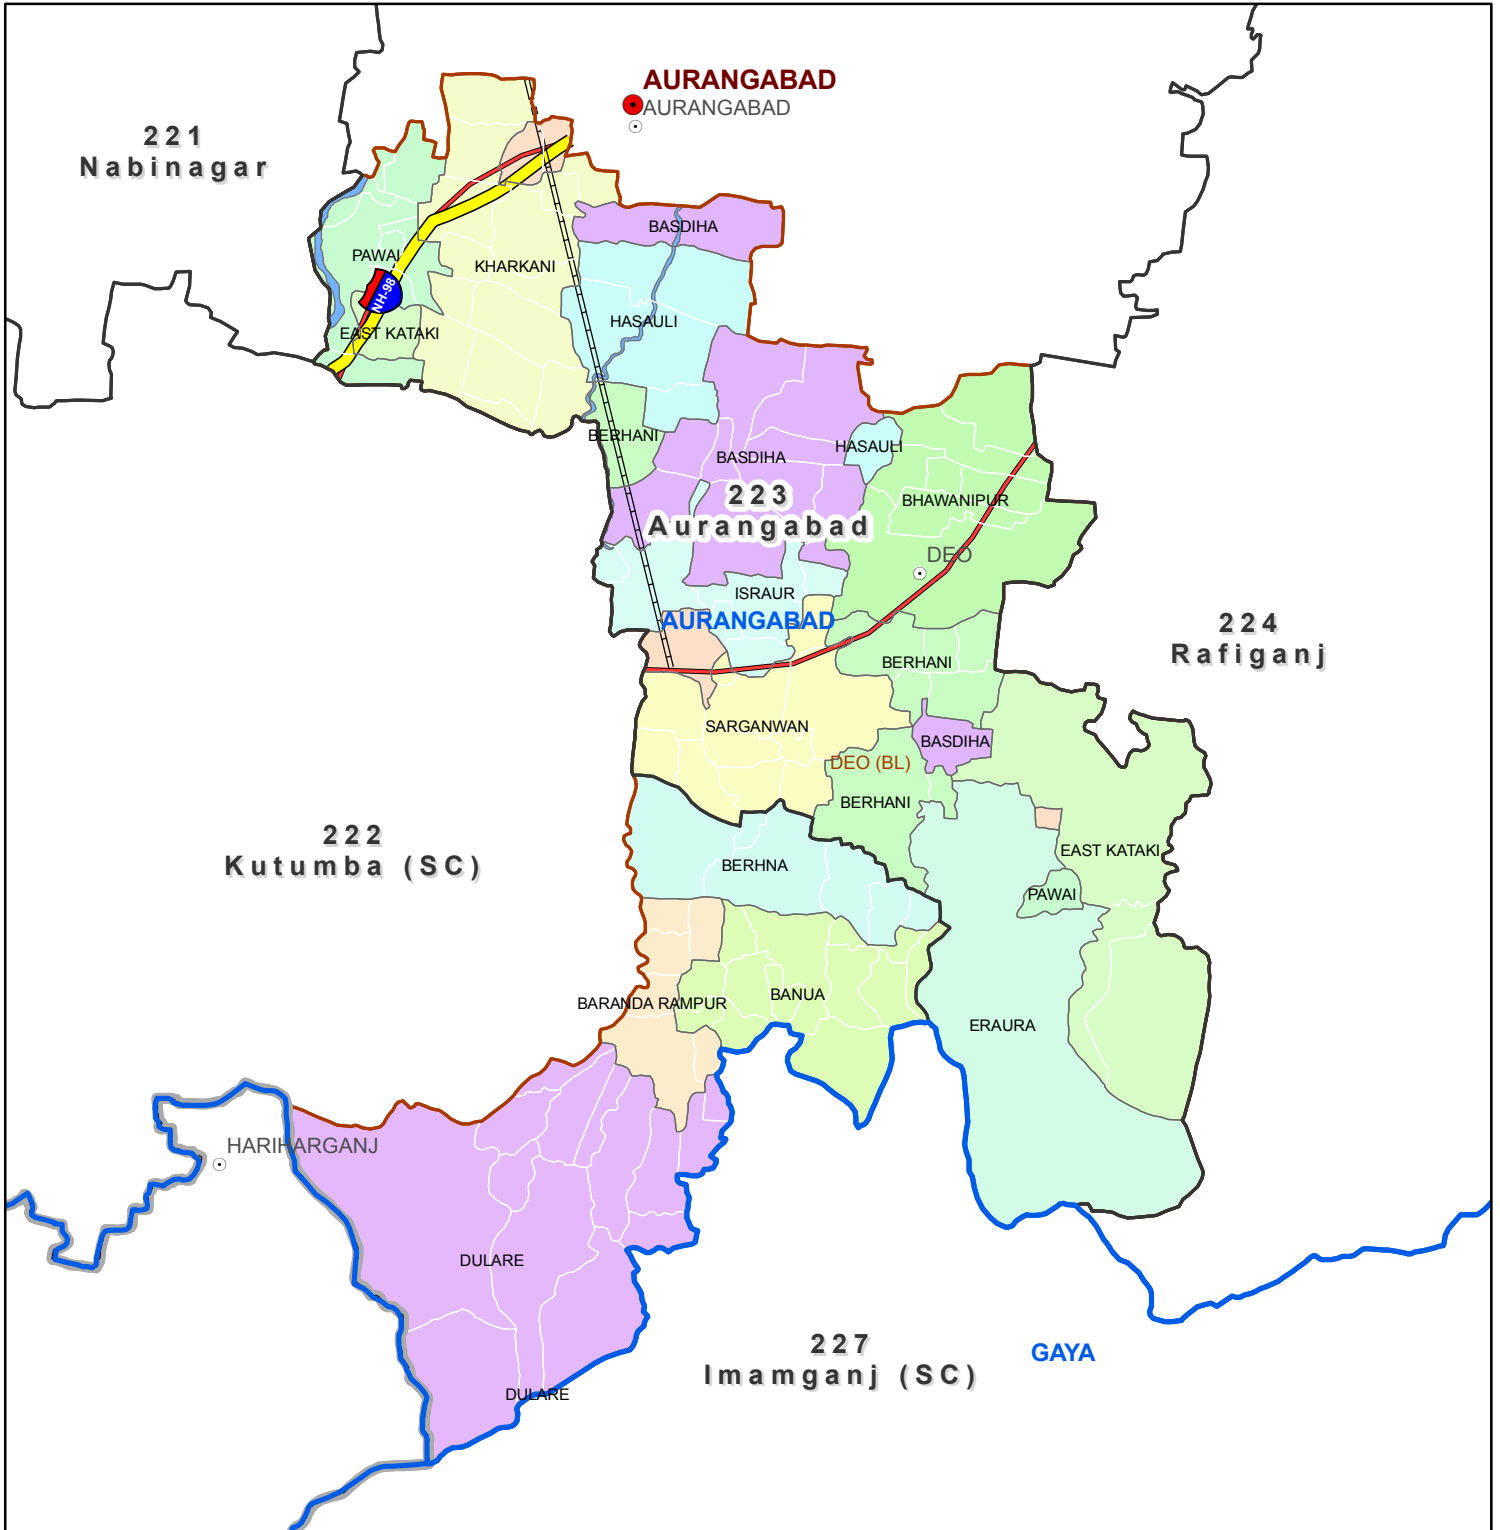 AURANGABAD
AURANGABAD
221
Nabinagar
BASDIHA
PAWAI
KHARKANI
NH-98
HASAULI
EAST KATAKI
BERHANI
BASDIHA
HASAULI
223
Aurangabad
BHAWANIPUR
DEO
ISRAUR
AURANGABAD
224
Rafiganj
BERHANI
SARGANWAN
BASDIHA
DEO (BL)
BERHANI
222
Kutumba (SC)
BERHNA
EAST KATAKI
PAWAI
BARANDA RAMPUR
BANUA
ERAURA
HARIHARGANJ
DULARE
227
Imamganj (SC)
GAYA
DULARE